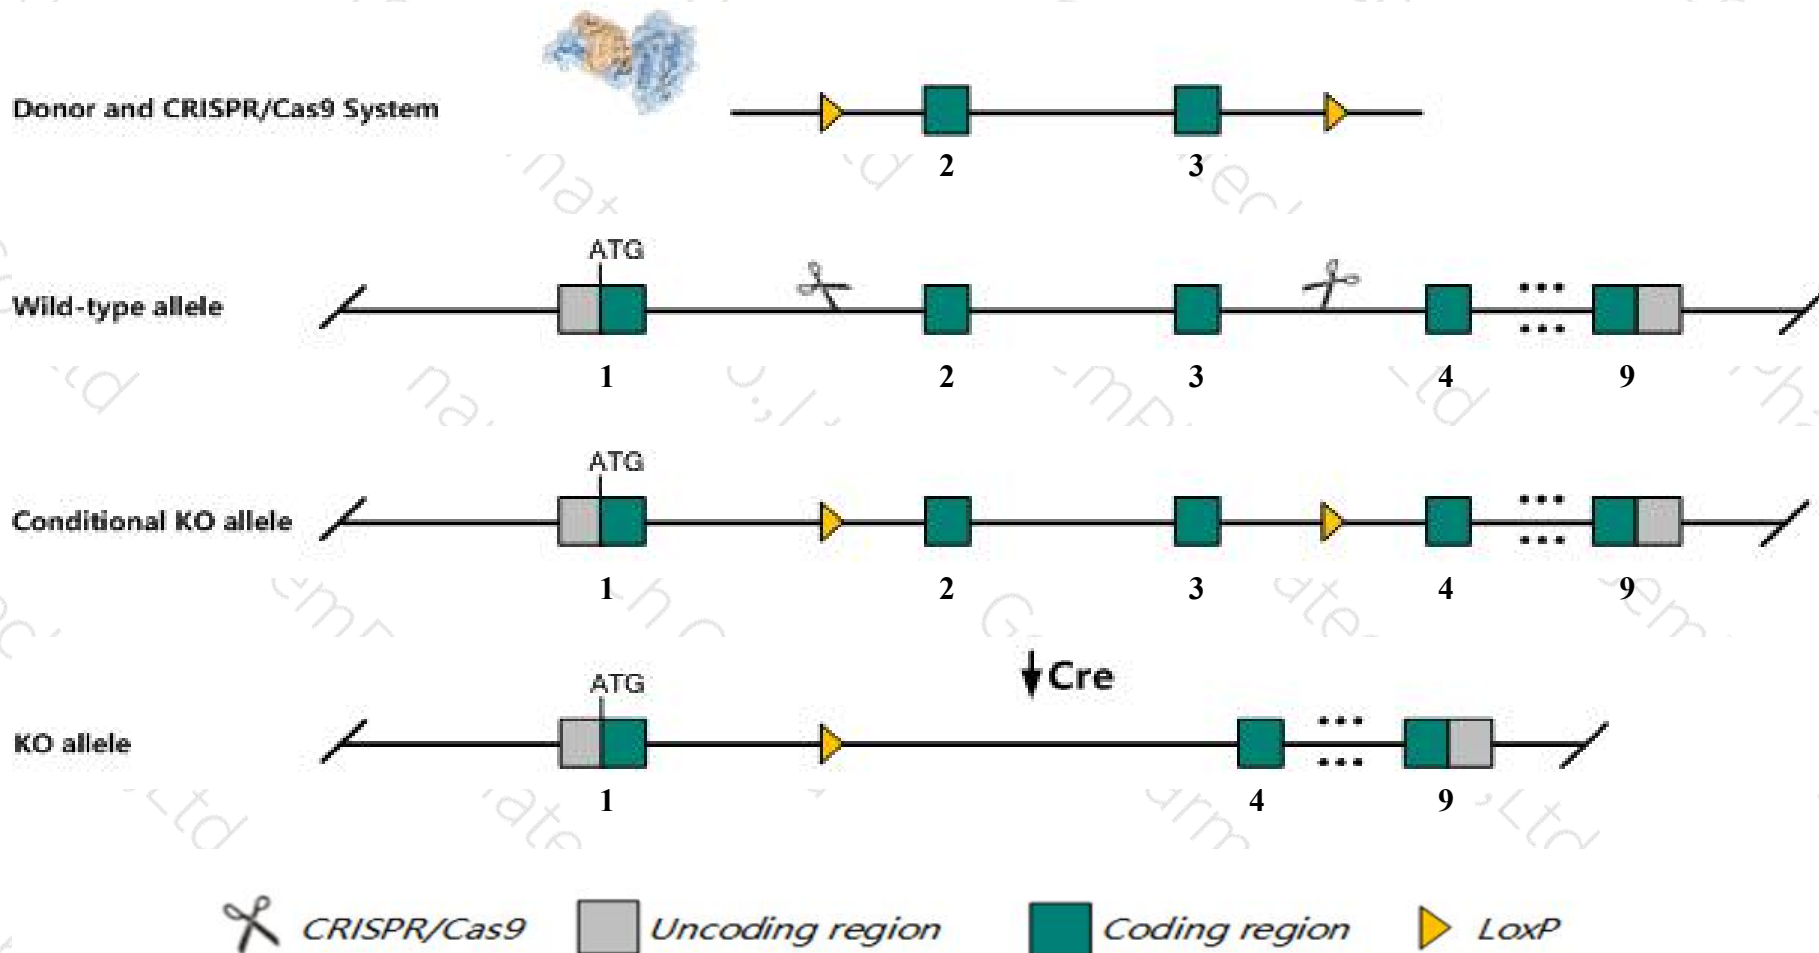 Donor and CRISPR/Cas9 System
2 3
ATG
Wild-type allele
1 2 3 4 9
ATG
Conditional KO allele
1 2 3 4 9
Cre
ATG
KO allele
1 4 9
CRISPR/Cas9 Uncoding region Coding region LoxP